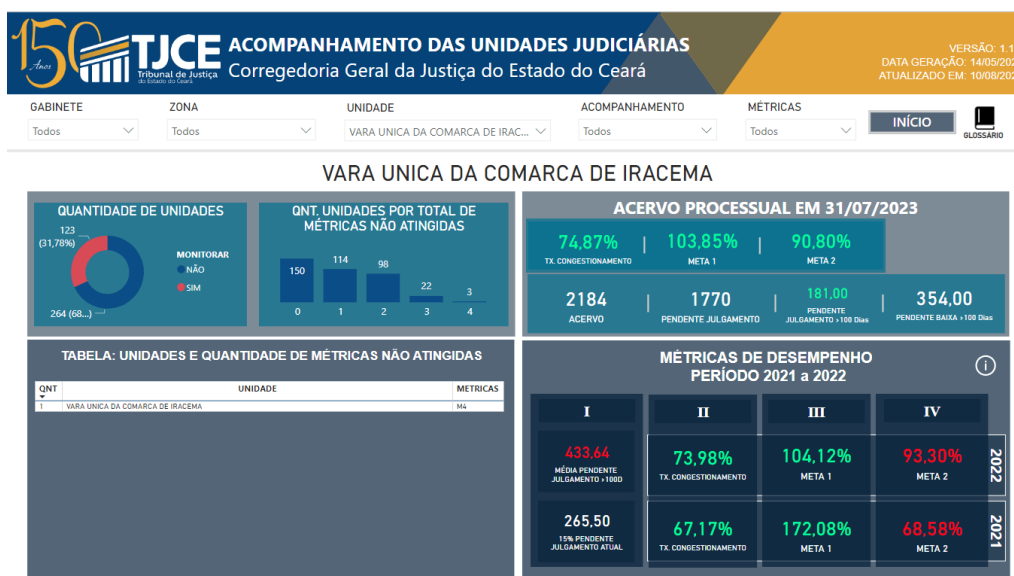 150
Anos
TJCE
Tribunal de Justiça
do Estado do Ceará
ACOMPANHAMENTO DAS UNIDADES JUDICIÁRIAS
Corregedoria Geral da Justiça do Estado do Ceará
VERSÃO: 1.1
DATA GERAÇÃO: 14/05/202
ATUALIZADO EM: 10/08/202
GABINETE
Todos
ZONA
Todos
UNIDADE
VARA UNICA DA COMARCA DE IRAC...
ACOMPANHAMENTO
Todos
MÉTRICAS
Todos
INÍCIO
GLOSSÁRIO
VARA UNICA DA COMARCA DE IRACEMA
QUANTIDADE DE UNIDADES
123
(31,78%)
264 (68...)
MONITORAR
NÃO
SIM
QNT. UNIDADES POR TOTAL DE
MÉTRICAS NÃO ATINGIDAS
150 114 98 22 3
0 1 2 3 4
ACERVO PROCESSUAL EM 31/07/2023
74,87% | 103,85% | 90,80%
TX. CONGESTIONAMENTO META 1 META 2
2184 | 1770 | 181,00 | 354,00
ACERVO PENDENTE JULGAMENTO PENDENTE
JULGAMENTO >100 Dias PENDENTE BAIXA >100 Dias
TABELA: UNIDADES E QUANTIDADE DE MÉTRICAS NÃO ATINGIDAS
QNT UNIDADE METRICAS
1 VARA UNICA DA COMARCA DE IRACEMA M4
MÉTRICAS DE DESEMPENHO
PERÍODO 2021 a 2022
I II III IV
433,64
MÉDIA PENDENTE
JULGAMENTO >100D
73,98%
TX. CONGESTIONAMENTO
104,12%
META 1
93,30%
META 2
2022
265,50
15% PENDENTE
JULGAMENTO ATUAL
67,17%
TX. CONGESTIONAMENTO
172,08%
META 1
68,58%
META 2
2021